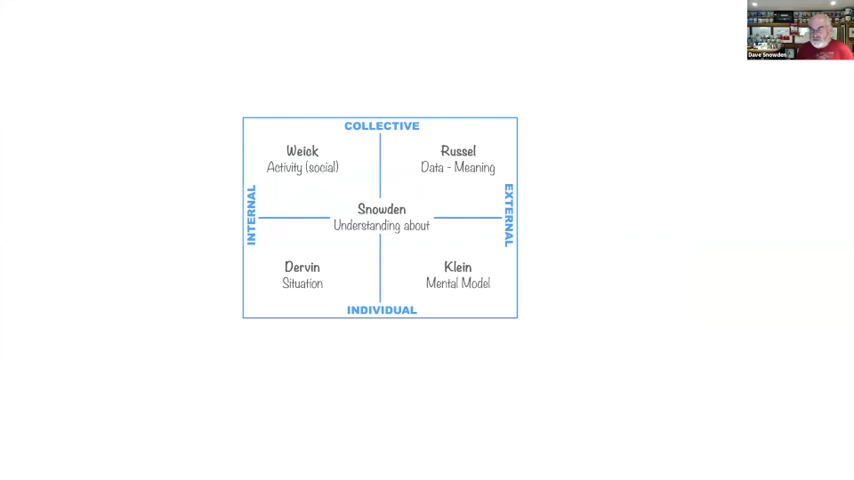 Dave Snowden
COLLECTIVE
Weick
Activity (social)
Russel
Data - Meaning
INTERNAL
Snowden
Understanding about
EXTERNAL
Dervin
Situation
Klein
Mental Model
INDIVIDUAL